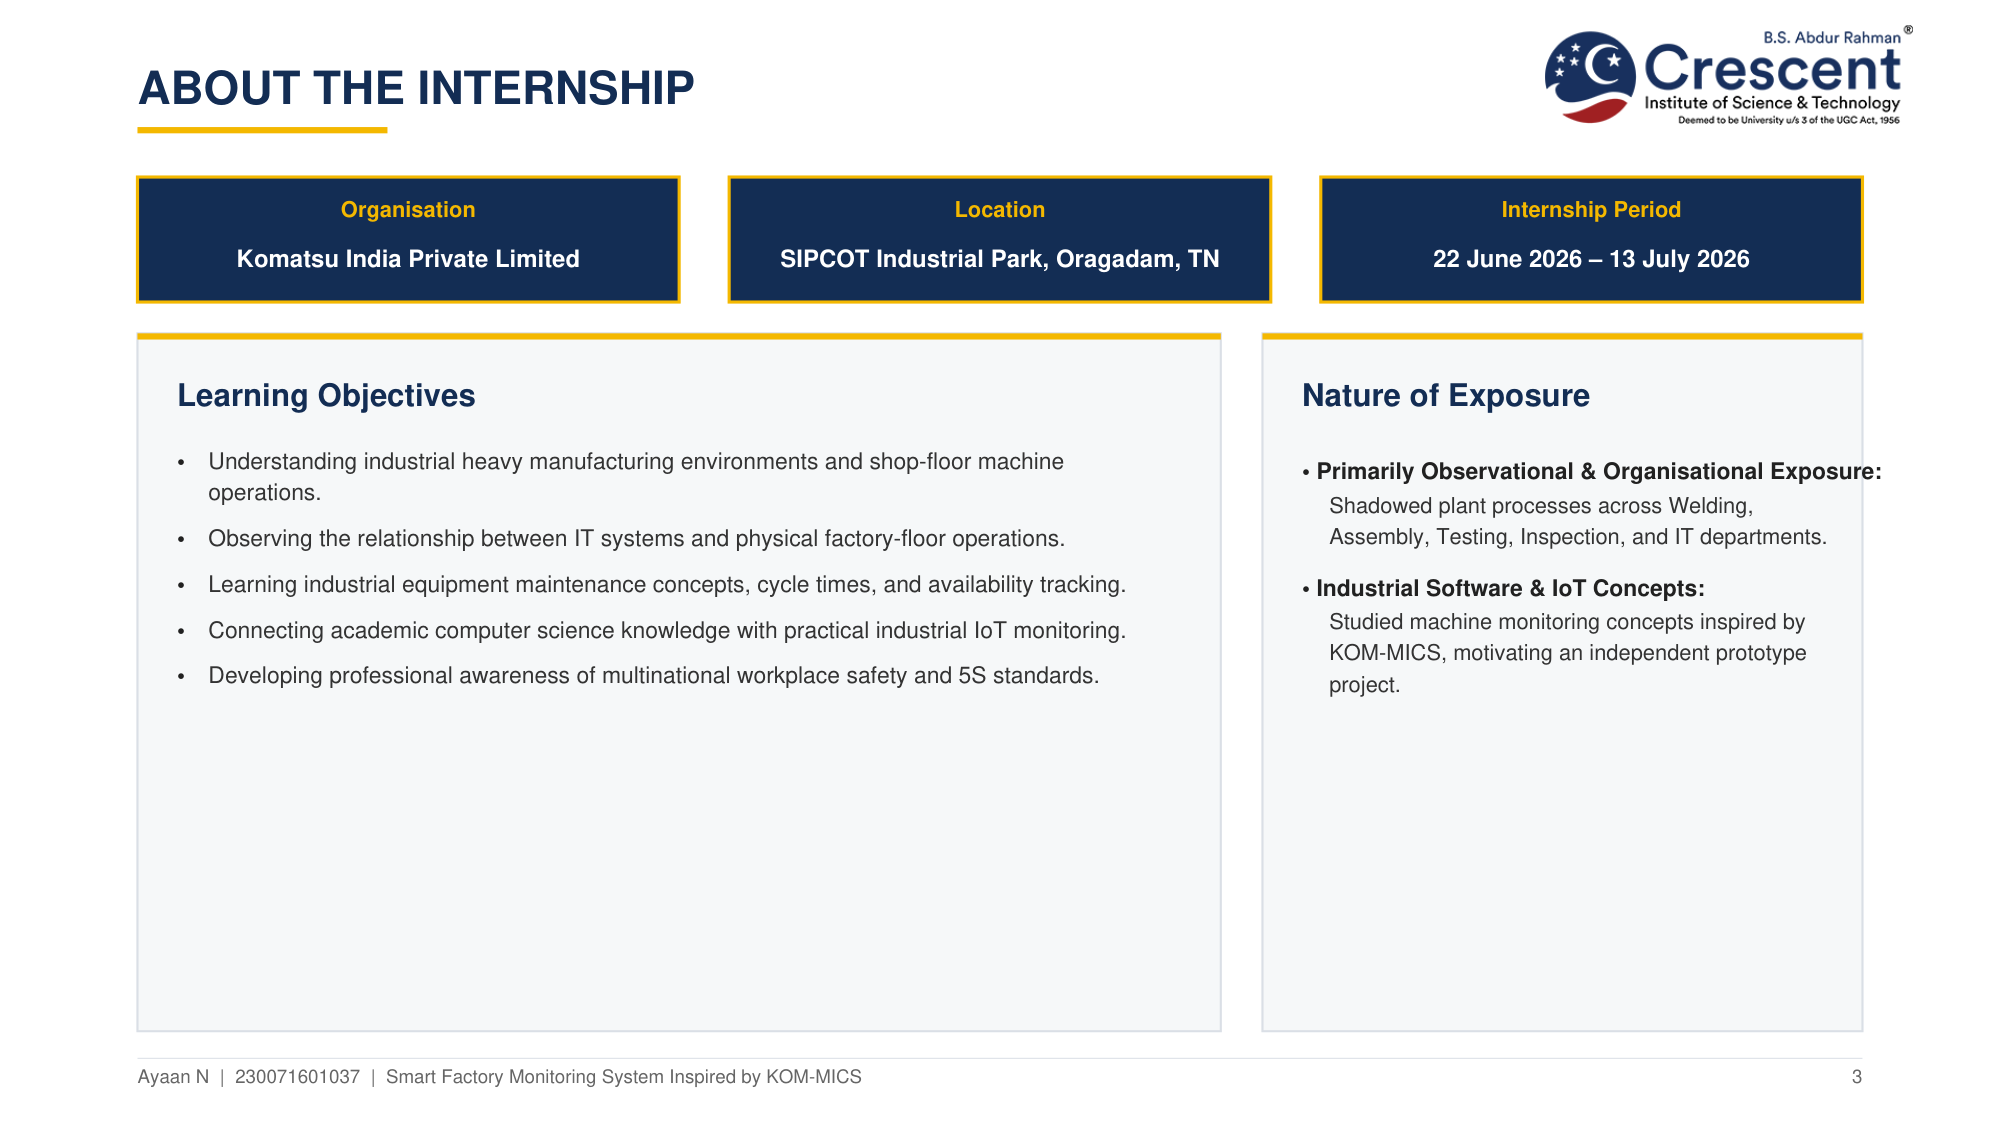 ABOUT THE INTERNSHIP
B.S. Abdur Rahman ®
Crescent
Institute of Science & Technology
Deemed to be University u/s 3 of the UGC Act, 1956
Organisation
Komatsu India Private Limited
Location
SIPCOT Industrial Park, Oragadam, TN
Internship Period
22 June 2026 – 13 July 2026
Learning Objectives
• Understanding industrial heavy manufacturing environments and shop-floor machine
operations.
• Observing the relationship between IT systems and physical factory-floor operations.
• Learning industrial equipment maintenance concepts, cycle times, and availability tracking.
• Connecting academic computer science knowledge with practical industrial IoT monitoring.
• Developing professional awareness of multinational workplace safety and 5S standards.
Nature of Exposure
• Primarily Observational & Organisational Exposure:
Shadowed plant processes across Welding,
Assembly, Testing, Inspection, and IT departments.
• Industrial Software & IoT Concepts:
Studied machine monitoring concepts inspired by
KOM-MICS, motivating an independent prototype
project.
Ayaan N | 230071601037 | Smart Factory Monitoring System Inspired by KOM-MICS
3